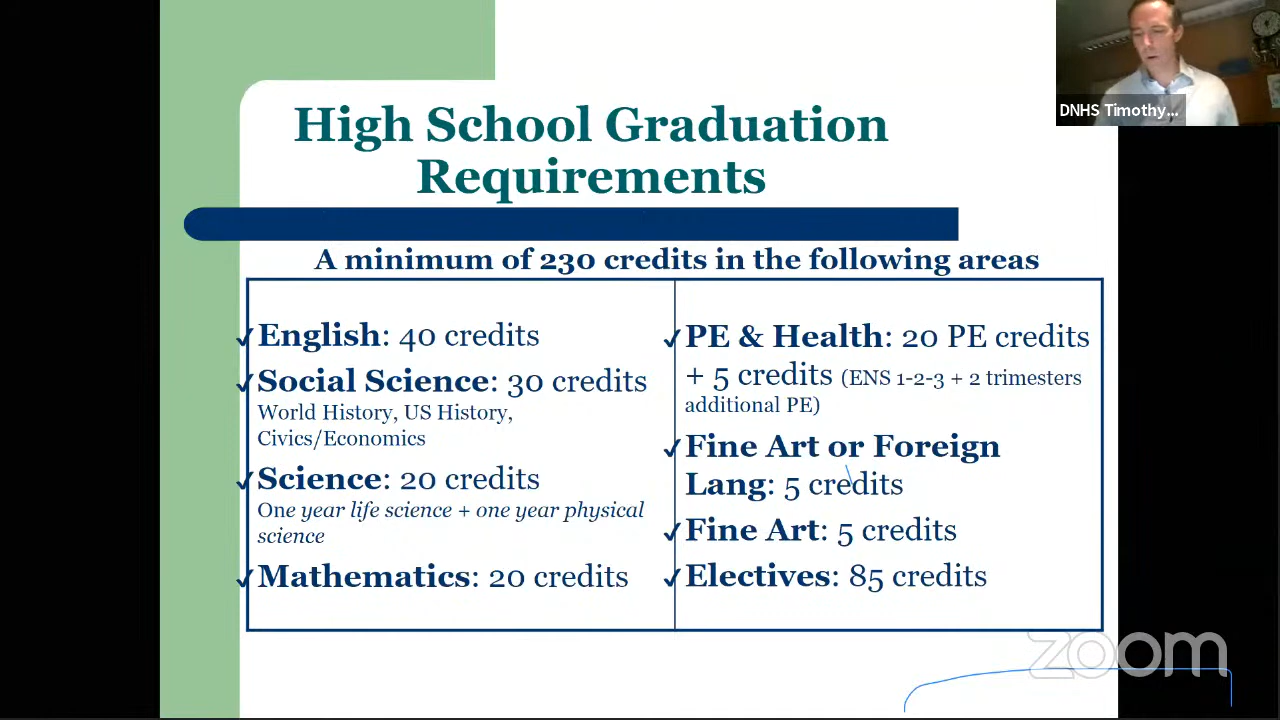 DNHS Timothy...
High School Graduation
Requirements
A minimum of 230 credits in the following areas
✓English: 40 credits
✓Social Science: 30 credits
World History, US History,
Civics/Economics
✓Science: 20 credits
One year life science + one year physical
science
✓Mathematics: 20 credits
✓PE & Health: 20 PE credits
+ 5 credits (ENS 1-2-3 + 2 trimesters
additional PE)
✓Fine Art or Foreign
Lang: 5 credits
✓Fine Art: 5 credits
✓Electives: 85 credits
zoom